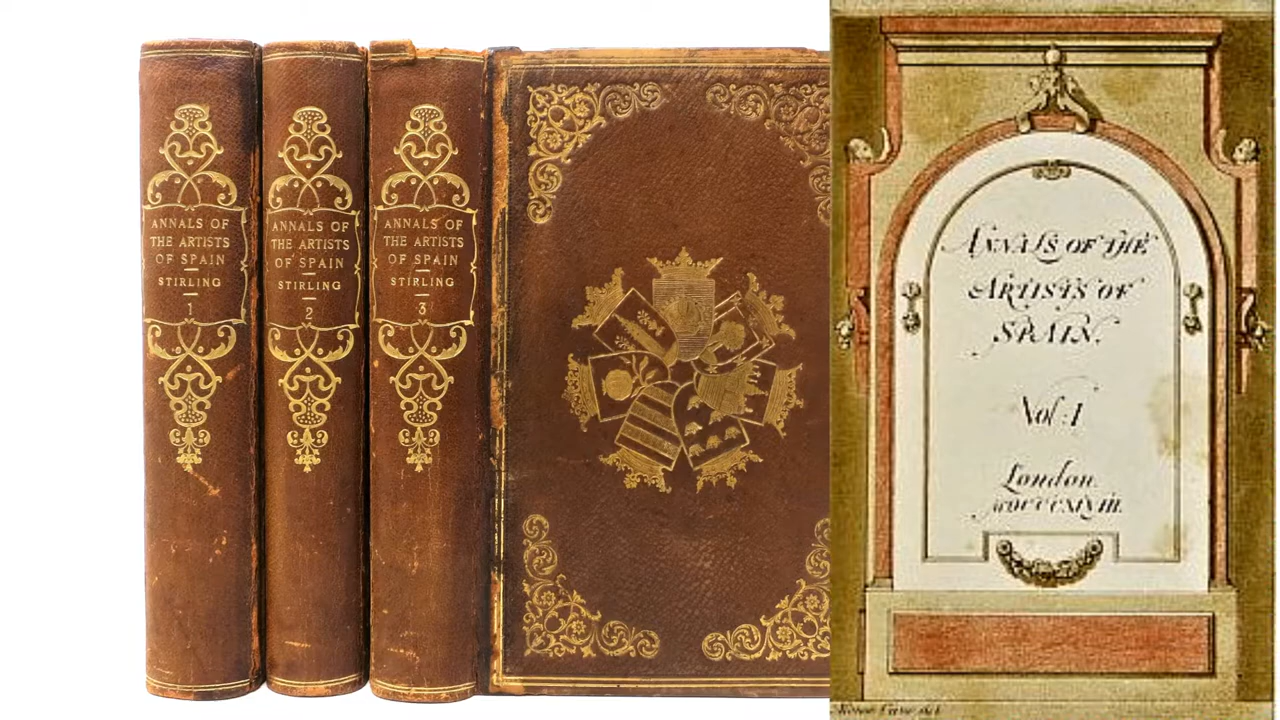 ANNALS OF
THE ARTISTS
OF SPAIN
STIRLING
1
ANNALS OF
THE ARTISTS
OF SPAIN
STIRLING
2
ANNALS OF
THE ARTISTS
OF SPAIN
STIRLING
3
ANNALS OF THE
ARTISTS OF
SPAIN.
Vol: I
London